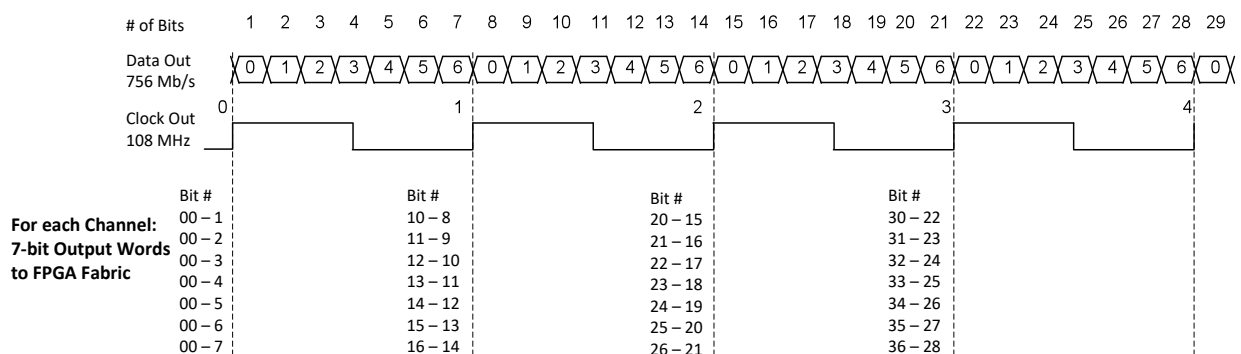 # of Bits 1 2 3 4 5 6 7 8 9 10 11 12 13 14 15 16 17 18 19 20 21 22 23 24 25 26 27 28 29
Data Out 0 1 2 3 4 5 6 0 1 2 3 4 5 6 0 1 2 3 4 5 6 0 1 2 3 4 5 6 0
756 Mb/s
0 1 2 3 4
Clock Out
108 MHz
Bit # Bit # Bit # Bit #
00 – 1 10 – 8 20 – 15 30 – 22
For each Channel:
00 – 2 11 – 9 21 – 16 31 – 23
7-bit Output Words
00 – 3 12 – 10 22 – 17 32 – 24
to FPGA Fabric
00 – 4 13 – 11 23 – 18 33 – 25
00 – 5 14 – 12 24 – 19 34 – 26
00 – 6 15 – 13 25 – 20 35 – 27
00 – 7 16 – 14 26 – 21 36 – 28